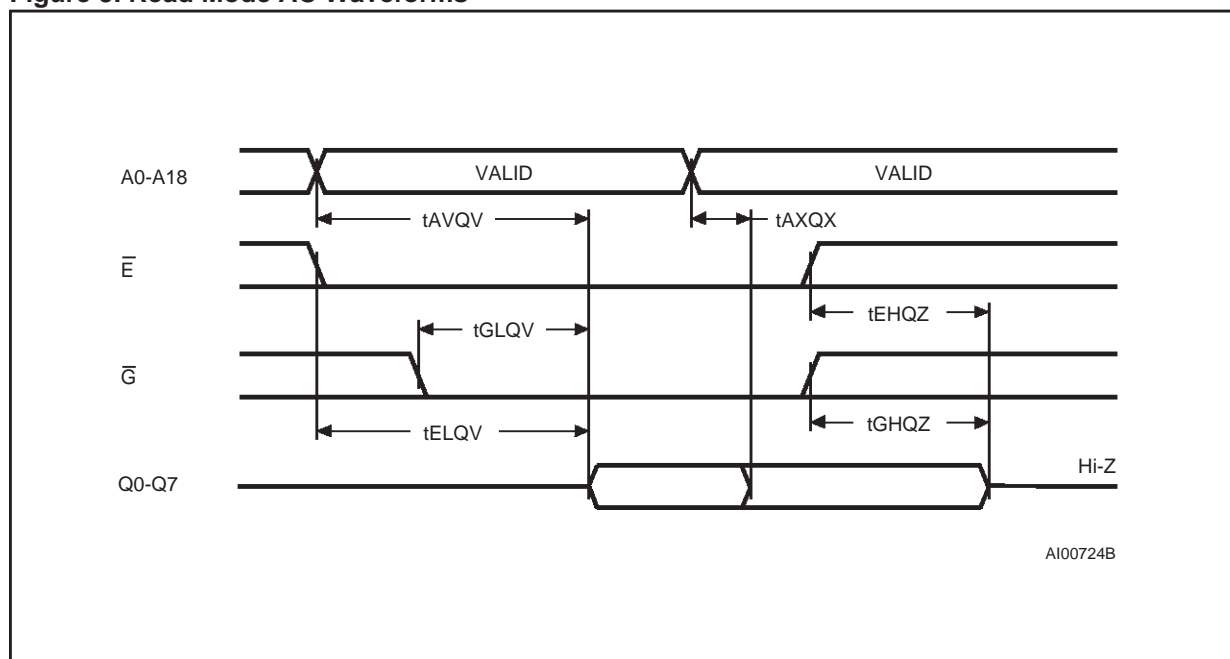 Figure Read Mode AC Waveforms
A0-A18
VALID
VALID
tAVQV
tAXQX
E̅
tGLQV
tEHQZ
G̅
tELQV
tGHQZ
Q0-Q7
Hi-Z
AI00724B